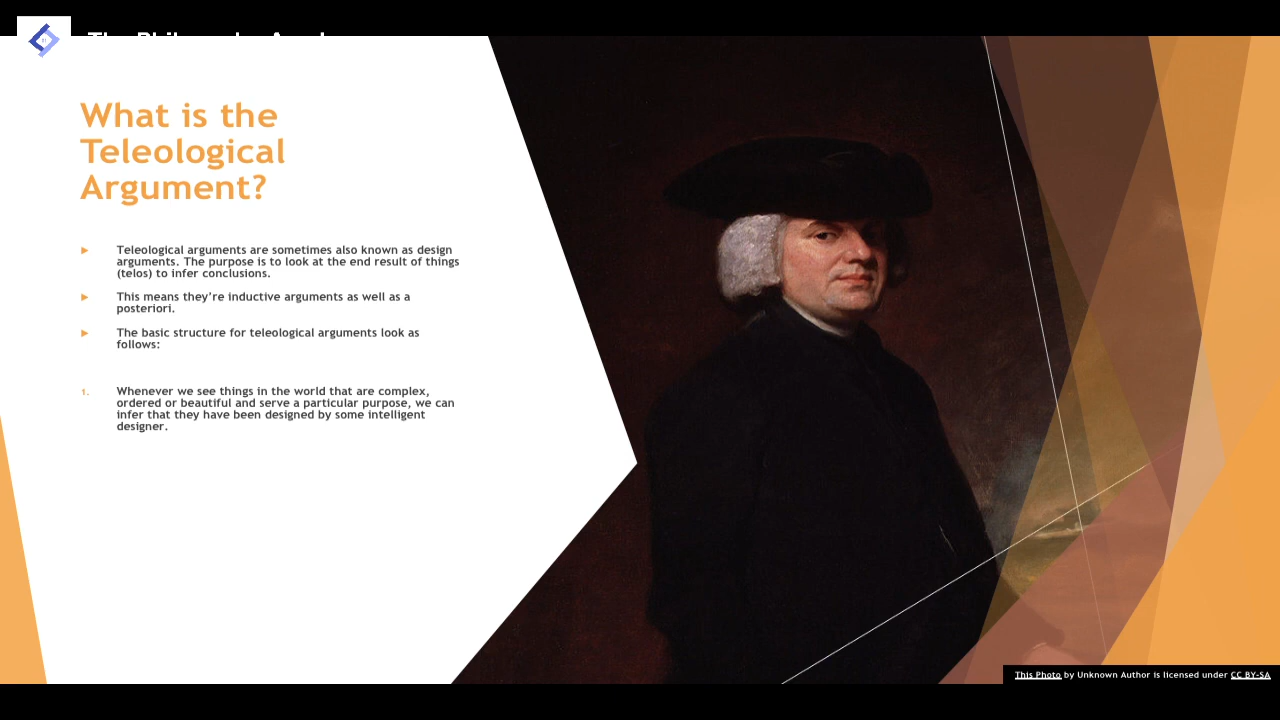 What is the
Teleological
Argument?
► Teleological arguments are sometimes also known as design
arguments. The purpose is to look at the end result of things
(telos) to infer conclusions.
► This means they're inductive arguments as well as a
posteriori.
► The basic structure for teleological arguments look as
follows:
1. Whenever we see things in the world that are complex,
ordered or beautiful and serve a particular purpose, we can
infer that they have been designed by some intelligent
designer.
This Photo by Unknown Author is licensed under CC BY-SA